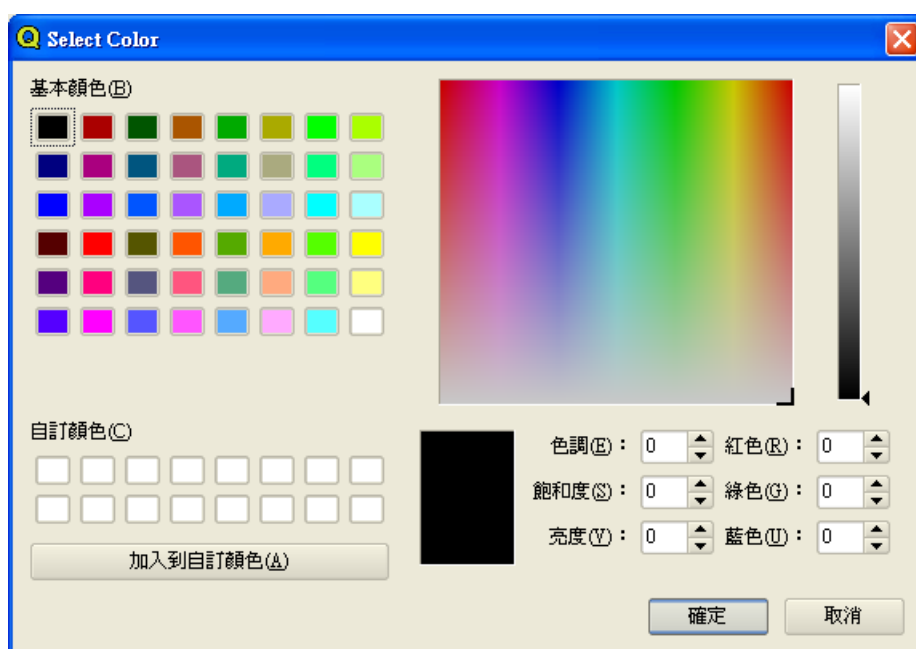 Select Color
基本顏色(B)
自訂顏色(C)
加入到自訂顏色(A)
色調(E)： 0 紅色(R)： 0
飽和度(S)： 0 綠色(G)： 0
亮度(V)： 0 藍色(U)： 0
確定 取消